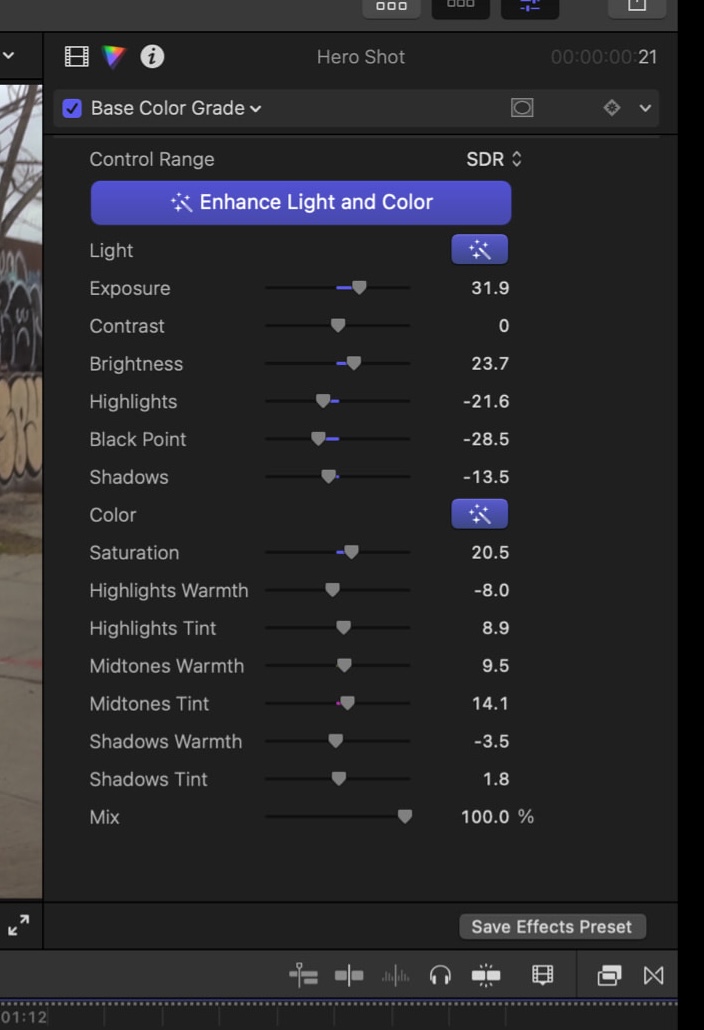 Hero Shot 00:00:00:21
Base Color Grade
Control Range SDR
Enhance Light and Color
Light
Exposure 31.9
Contrast 0
Brightness 23.7
Highlights -21.6
Black Point -28.5
Shadows -13.5
Color
Saturation 20.5
Highlights Warmth -8.0
Highlights Tint 8.9
Midtones Warmth 9.5
Midtones Tint 14.1
Shadows Warmth -3.5
Shadows Tint 1.8
Mix 100.0 %
Save Effects Preset
01:12